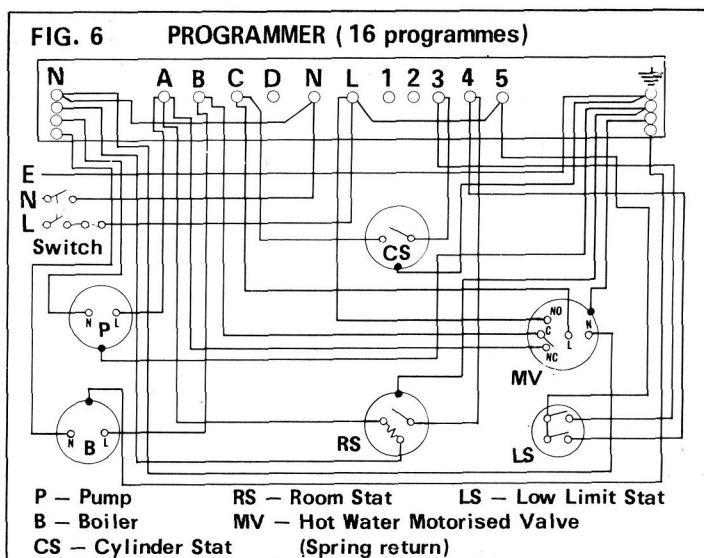 FIG. 6 PROGRAMMER ( 16 programmes)
N A B C D N L 1 2 3 4 5
E
N
L
Switch
CS
NO
C N
L
NC
MV
N L
P
N L
B
RS
LS
P – Pump RS – Room Stat LS – Low Limit Stat
B – Boiler MV – Hot Water Motorised Valve
CS – Cylinder Stat (Spring return)